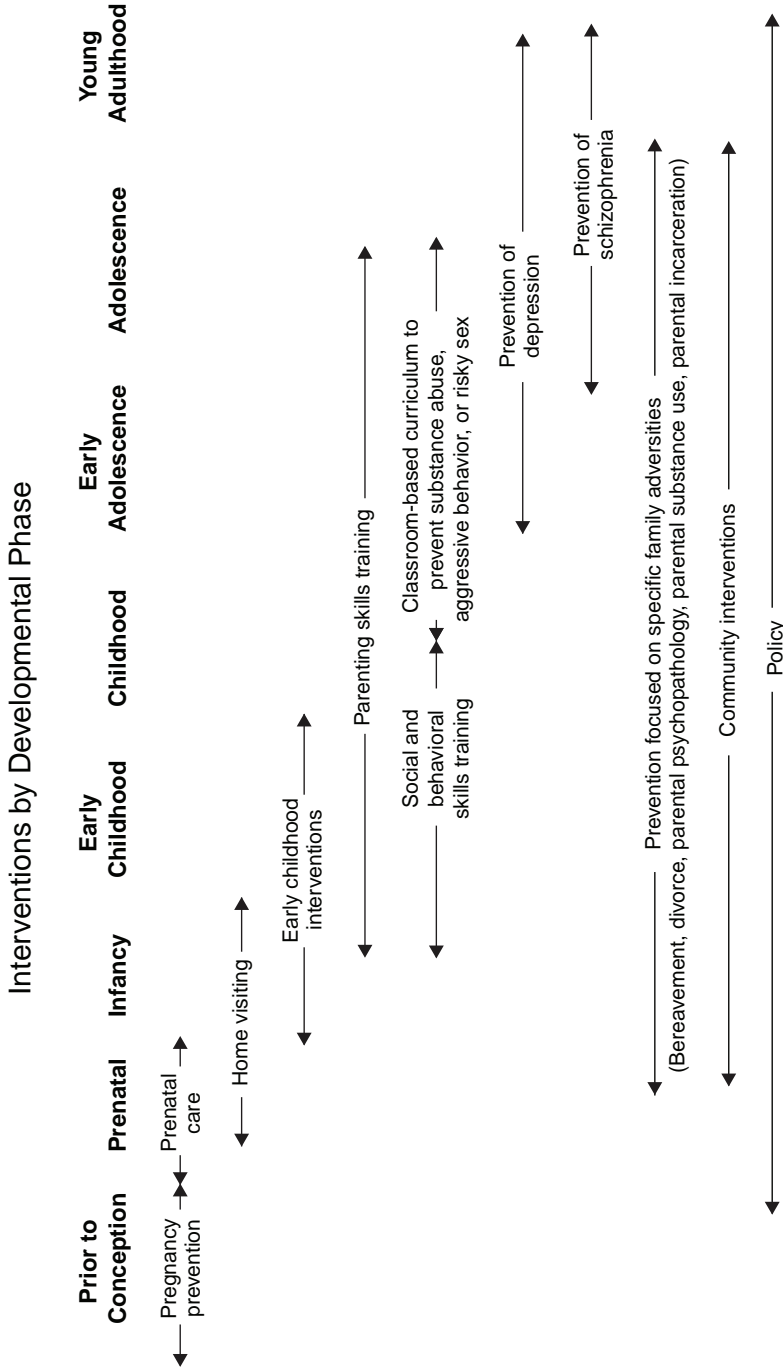 Interventions by Developmental Phase
Prior to
Conception
Prenatal
Infancy
Early
Childhood
Childhood
Early
Adolescence
Adolescence
Young
Adulthood
Pregnancy
prevention
Prenatal
care
Home visiting
Early childhood
interventions
Parenting skills training
Social and
behavioral
skills training
Classroom-based curriculum to
prevent substance abuse,
aggressive behavior, or risky sex
Prevention of
depression
Prevention of
schizophrenia
Prevention focused on specific family adversities
(Bereavement, divorce, parental psychopathology, parental substance use, parental incarceration)
Community interventions
Policy